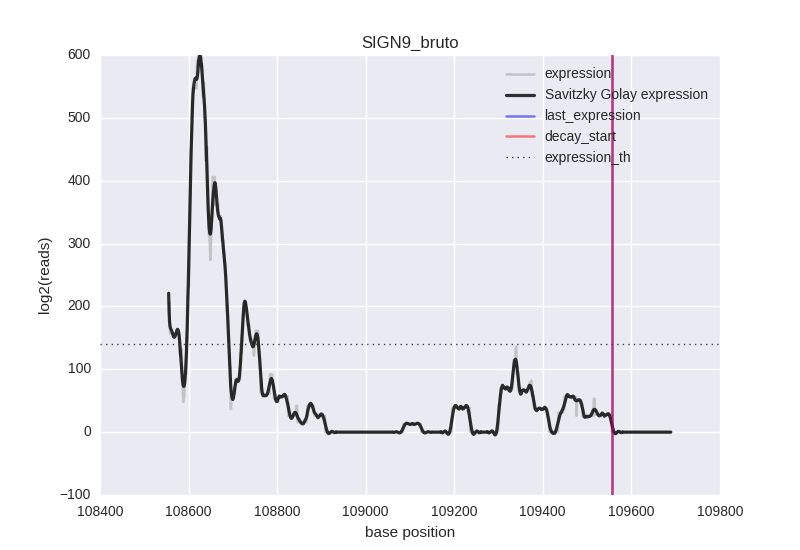 SIGN9_bruto
600
500
400
300
200
100
0
−100
108400 108600 108800 109000 109200 109400 109600 109800
log2(reads)
base position
expression
Savitzky Golay expression
last_expression
decay_start
expression_th